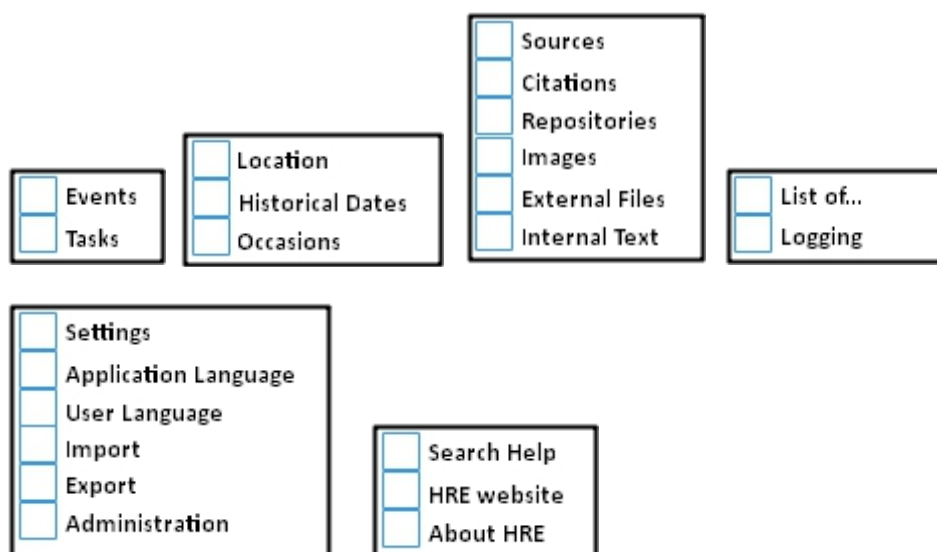 Sources
Citations
Repositories
Images
External Files
Internal Text
Location
Historical Dates
Occasions
Events
Tasks
List of...
Logging
Settings
Application Language
User Language
Import
Export
Administration
Search Help
HRE website
About HRE